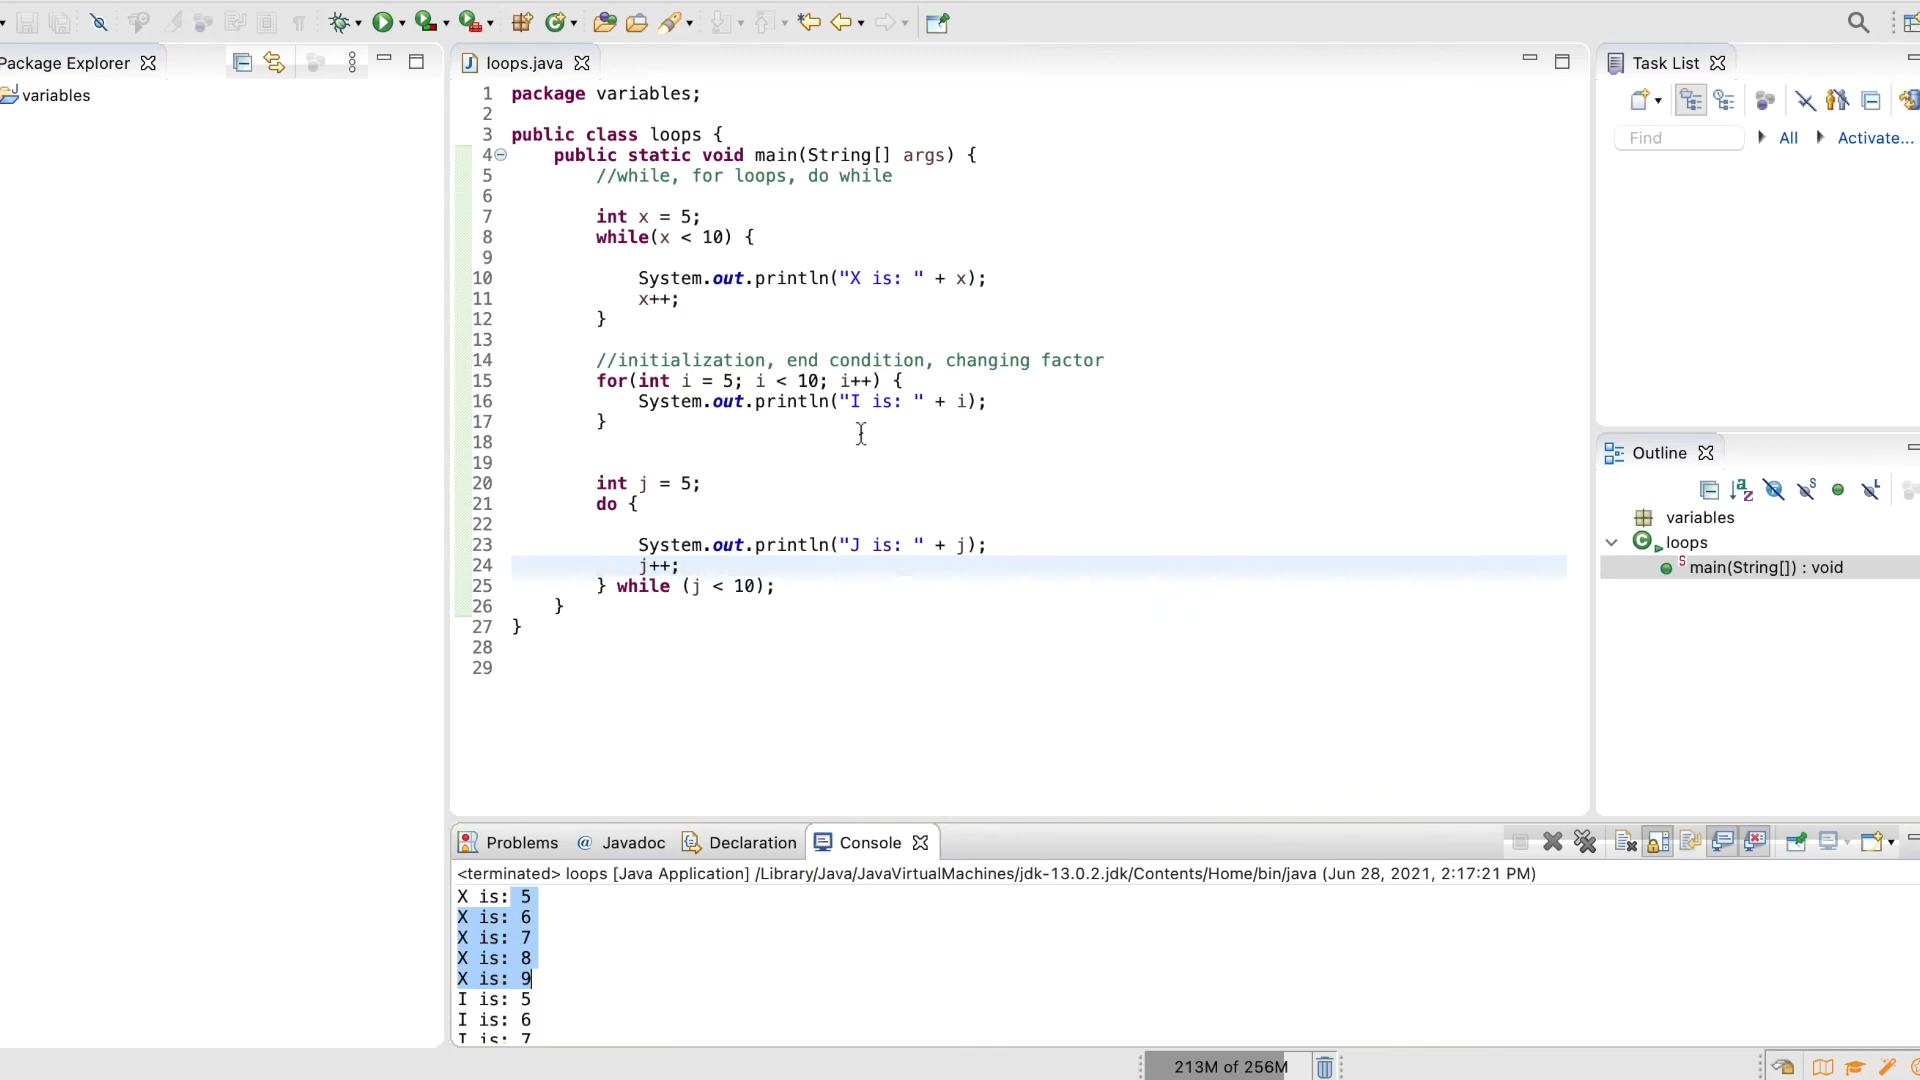 Package Explorer
variables
loops.java
1 package variables;
2
3 public class loops {
4 public static void main(String[] args) {
5 //while, for loops, do while
6
7 int x = 5;
8 while(x < 10) {
9
10 System.out.println("X is: " + x);
11 x++;
12 }
13
14 //initialization, end condition, changing factor
15 for(int i = 5; i < 10; i++) {
16 System.out.println("I is: " + i);
17 }
18
19
20 int j = 5;
21 do {
22
23 System.out.println("J is: " + j);
24 j++;
25 } while (j < 10);
26 }
27 }
28
29
Task List
Find All Activate...
Outline
variables
loops
main(String[]) : void
Problems @ Javadoc Declaration Console
<terminated> loops [Java Application] /Library/Java/JavaVirtualMachines/jdk-13.0.2.jdk/Contents/Home/bin/java (Jun 28, 2021, 2:17:21 PM)
X is: 5
X is: 6
X is: 7
X is: 8
X is: 9
I is: 5
I is: 6
I is: 7
213M of 256M